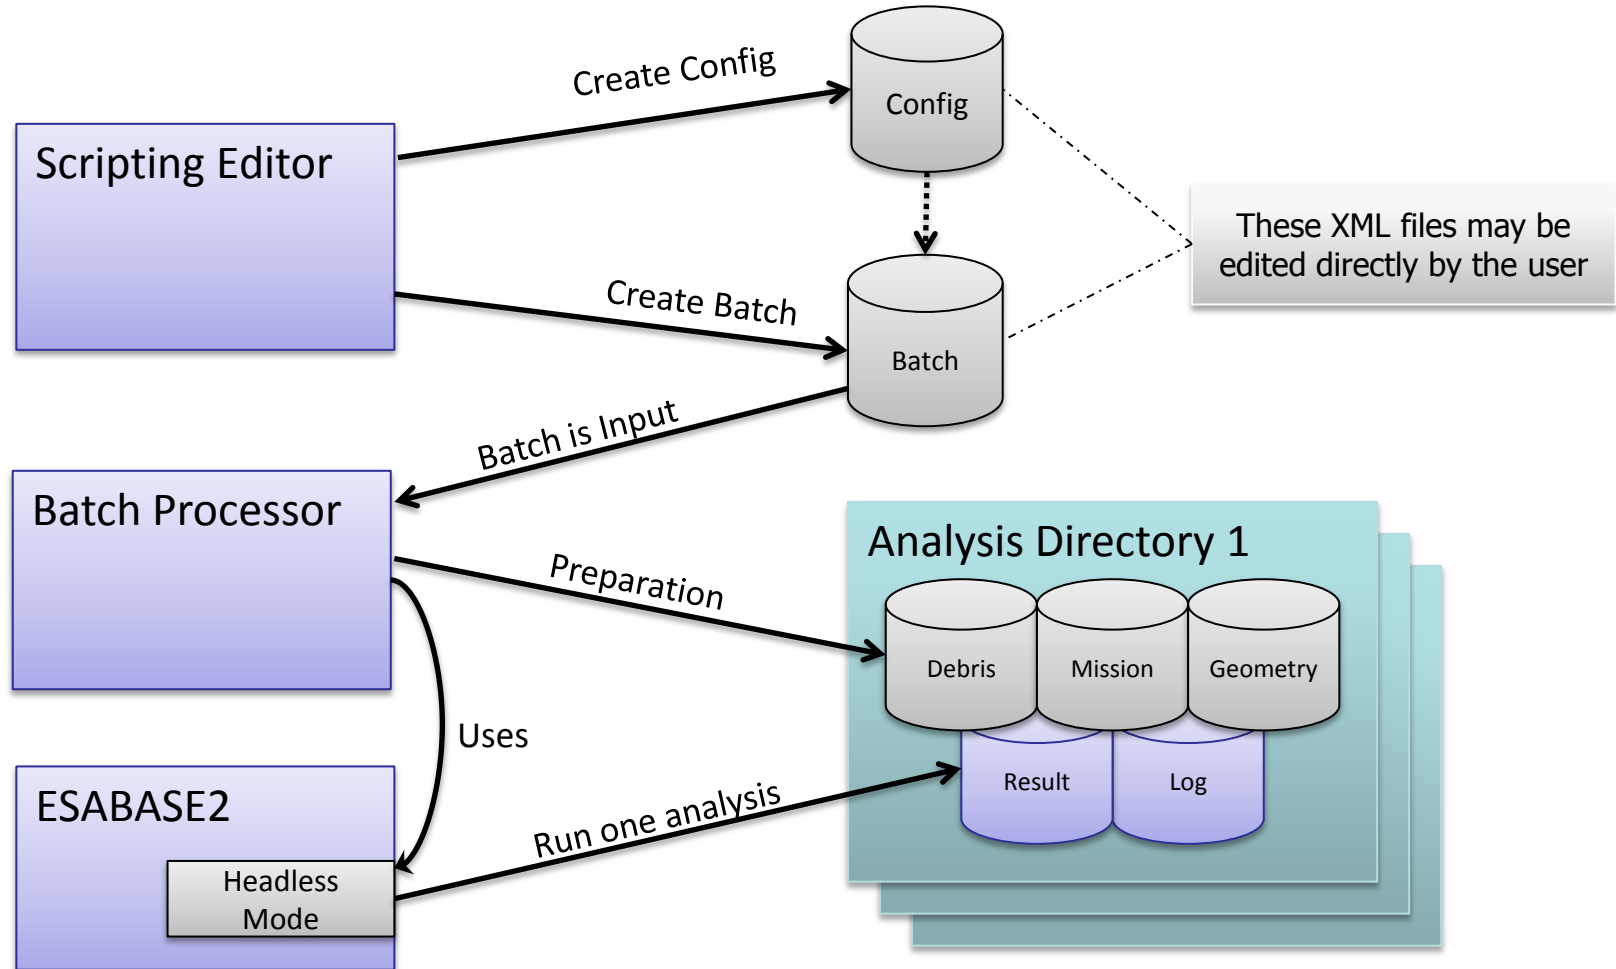 Create Config
Config
Scripting Editor
These XML files may be
edited directly by the user
Create Batch
Batch
Batch is Input
Batch Processor
Analysis Directory 1
Preparation
Debris
Mission
Geometry
Uses
Result
Log
ESABASE2
Run one analysis
Headless
Mode